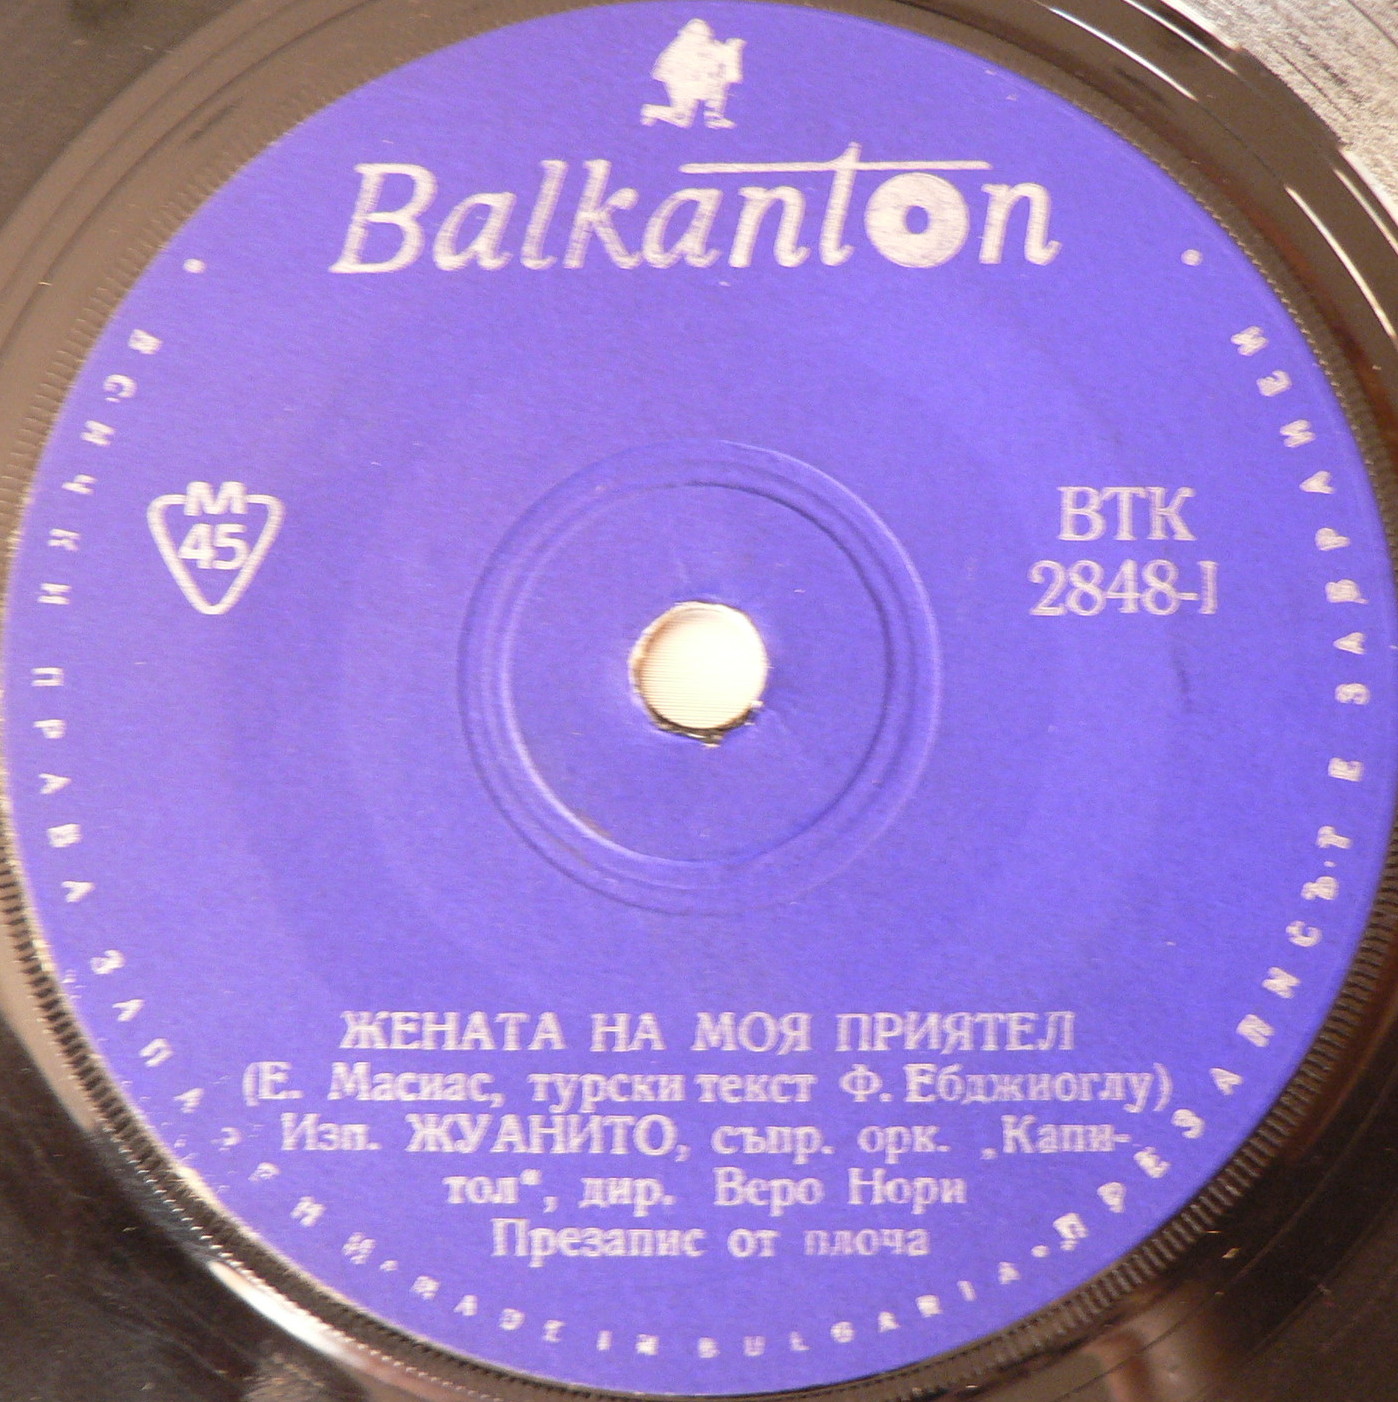 Balkanton
М
45
ВТК
2848-I
ЖЕНАТА НА МОЯ ПРИЯТЕЛ
(Е. Масиас, турски текст Ф. Ебджиоглу)
Изп. ЖУАНИТО, съпр. орк. „Капи-
тол“, дир. Веро Нори
Презапис от плоча
ВСИЧКИ ПРАВА ЗАПАЗЕНИ • MADE IN BULGARIA • ПРЕЗАПИСЪТ Е ЗАБРАНЕН